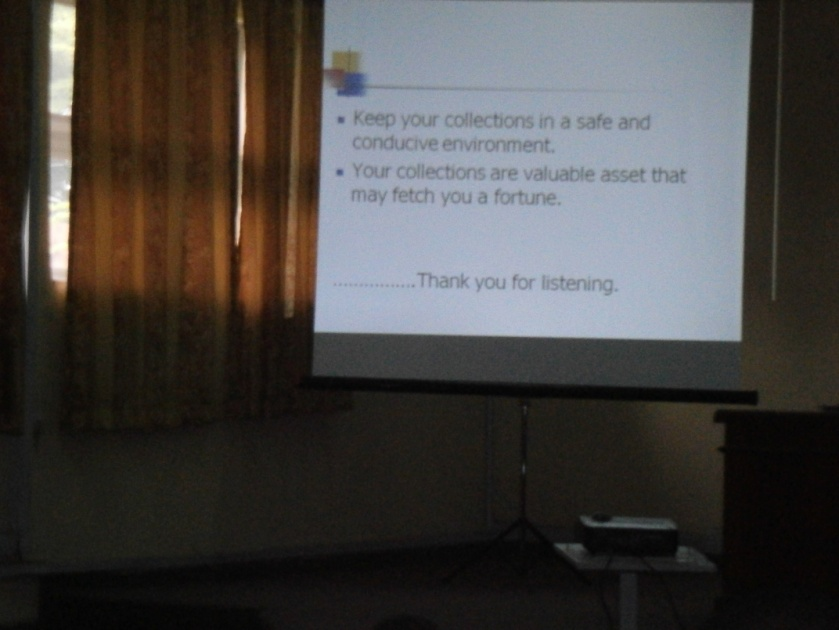 Keep your collections in a safe and
conducive environment.
Your collections are valuable asset that
may fetch you a fortune.
................Thank you for listening.